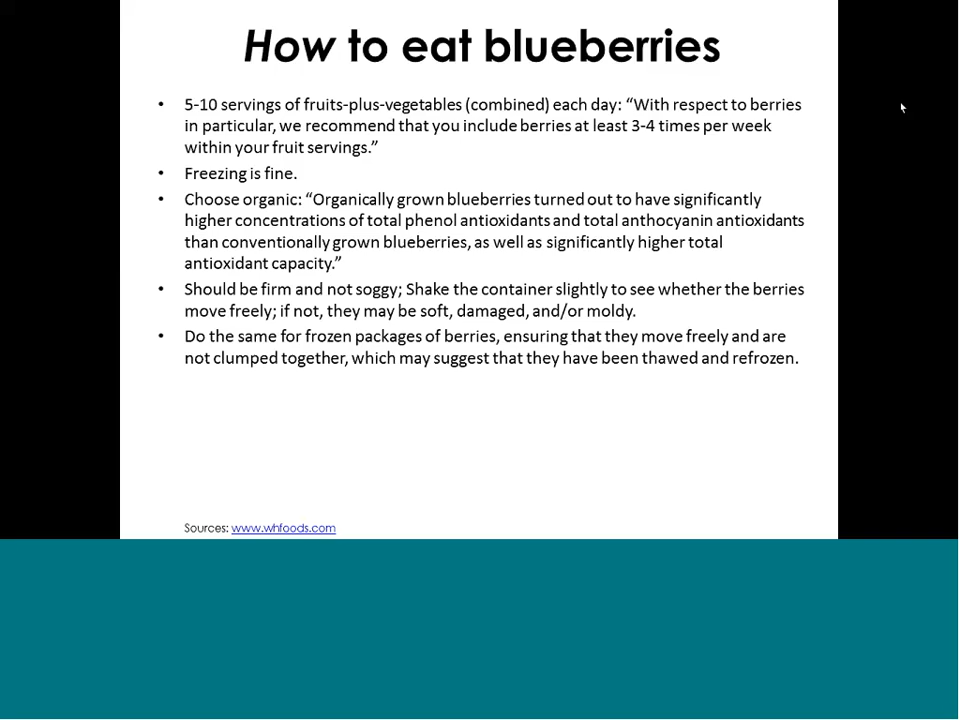 How to eat blueberries
• 5-10 servings of fruits-plus-vegetables (combined) each day: “With respect to berries
in particular, we recommend that you include berries at least 3-4 times per week
within your fruit servings.”
• Freezing is fine.
• Choose organic: “Organically grown blueberries turned out to have significantly
higher concentrations of total phenol antioxidants and total anthocyanin antioxidants
than conventionally grown blueberries, as well as significantly higher total
antioxidant capacity.”
• Should be firm and not soggy; Shake the container slightly to see whether the berries
move freely; if not, they may be soft, damaged, and/or moldy.
• Do the same for frozen packages of berries, ensuring that they move freely and are
not clumped together, which may suggest that they have been thawed and refrozen.
Sources: www.whfoods.com